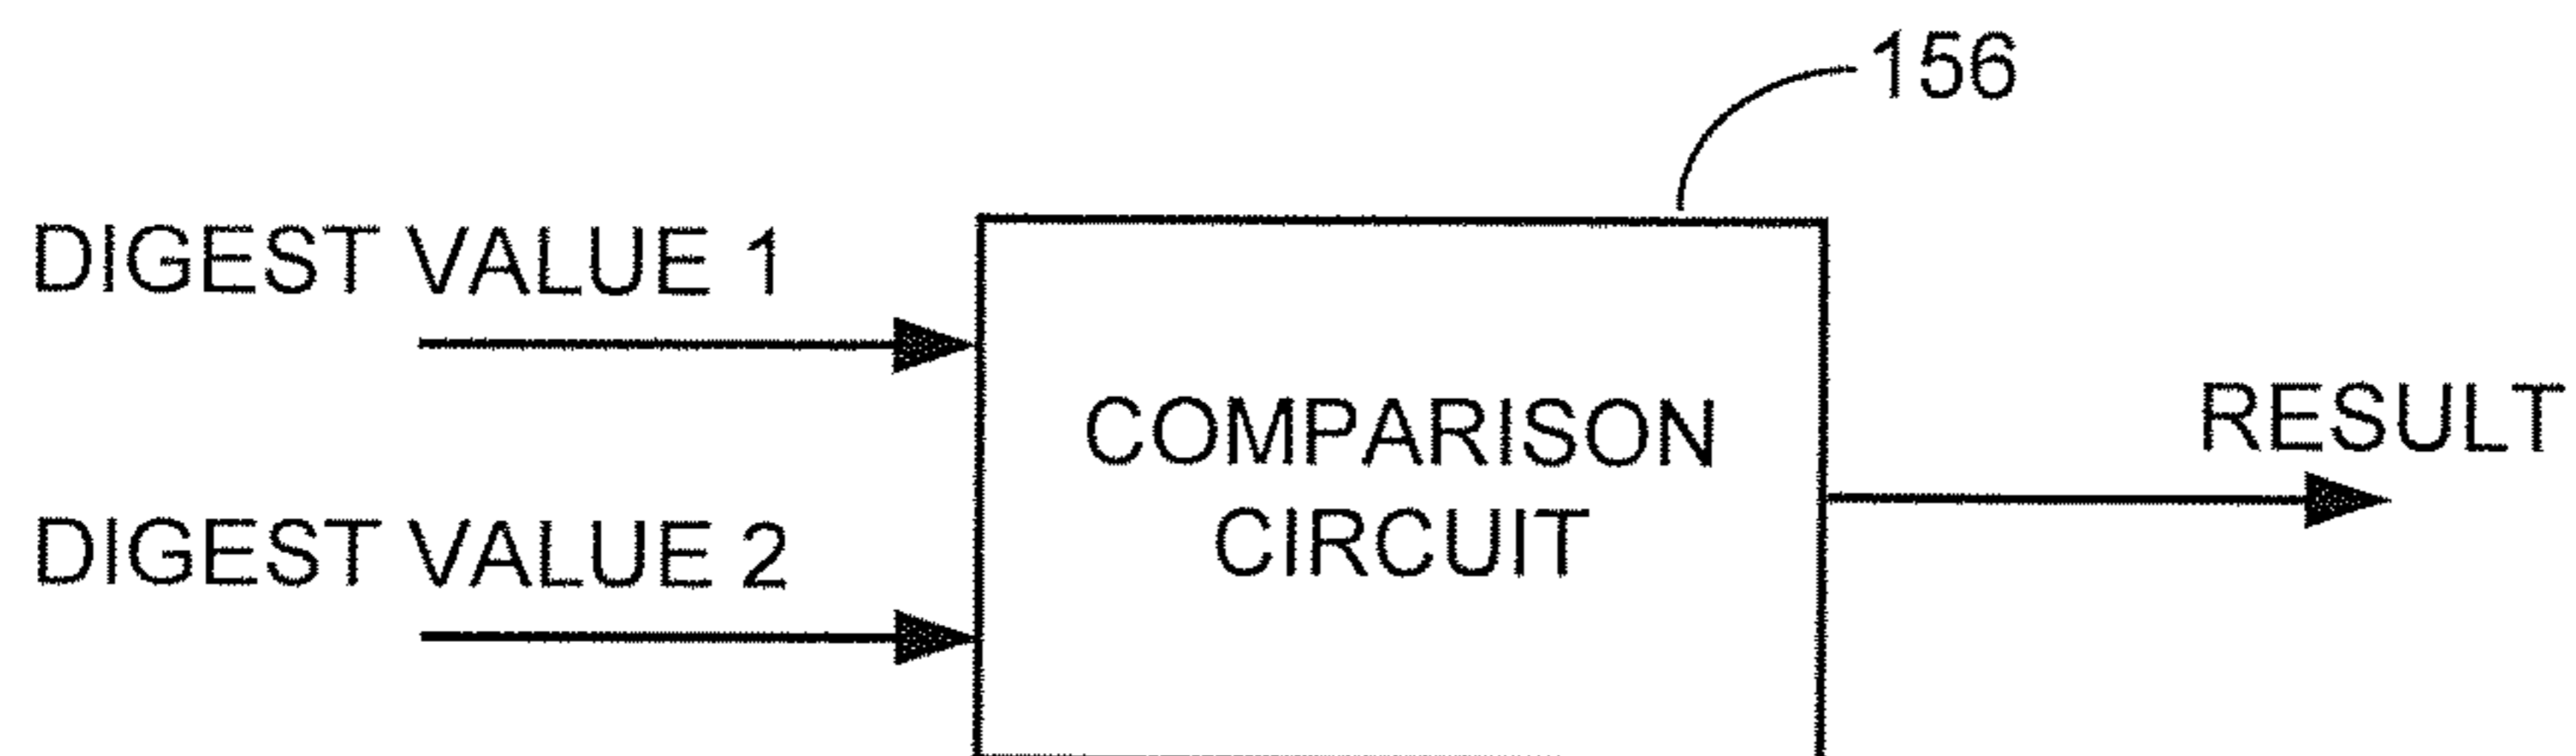 156
DIGEST VALUE 1
DIGEST VALUE 2
COMPARISON
CIRCUIT
RESULT